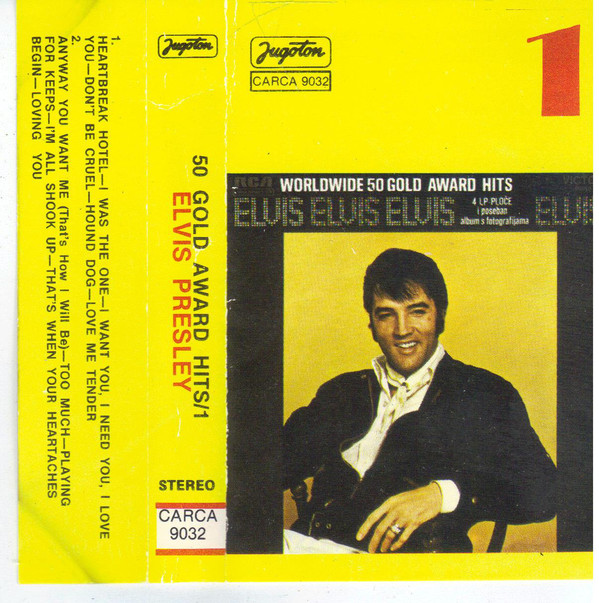 1.
HEARTBREAK HOTEL—I WAS THE ONE—I WANT YOU, I NEED YOU, I LOVE
YOU—DON'T BE CRUEL—HOUND DOG—LOVE ME TENDER
2.
ANYWAY YOU WANT ME (That's How I Will Be)—TOO MUCH—PLAYING
FOR KEEPS—I'M ALL SHOOK UP—THAT'S WHEN YOUR HEARTACHES
BEGIN—LOVING YOU
Jugoton
50 GOLD AWARD HITS/1
ELVIS PRESLEY
STEREO
CARCA
9032
Jugoton
CARCA 9032
1
RCA
WORLDWIDE 50 GOLD AWARD HITS
VICTOR
ELVIS ELVIS ELVIS
4 LP PLOČE
i poseban
album s fotografijama
ELVIS